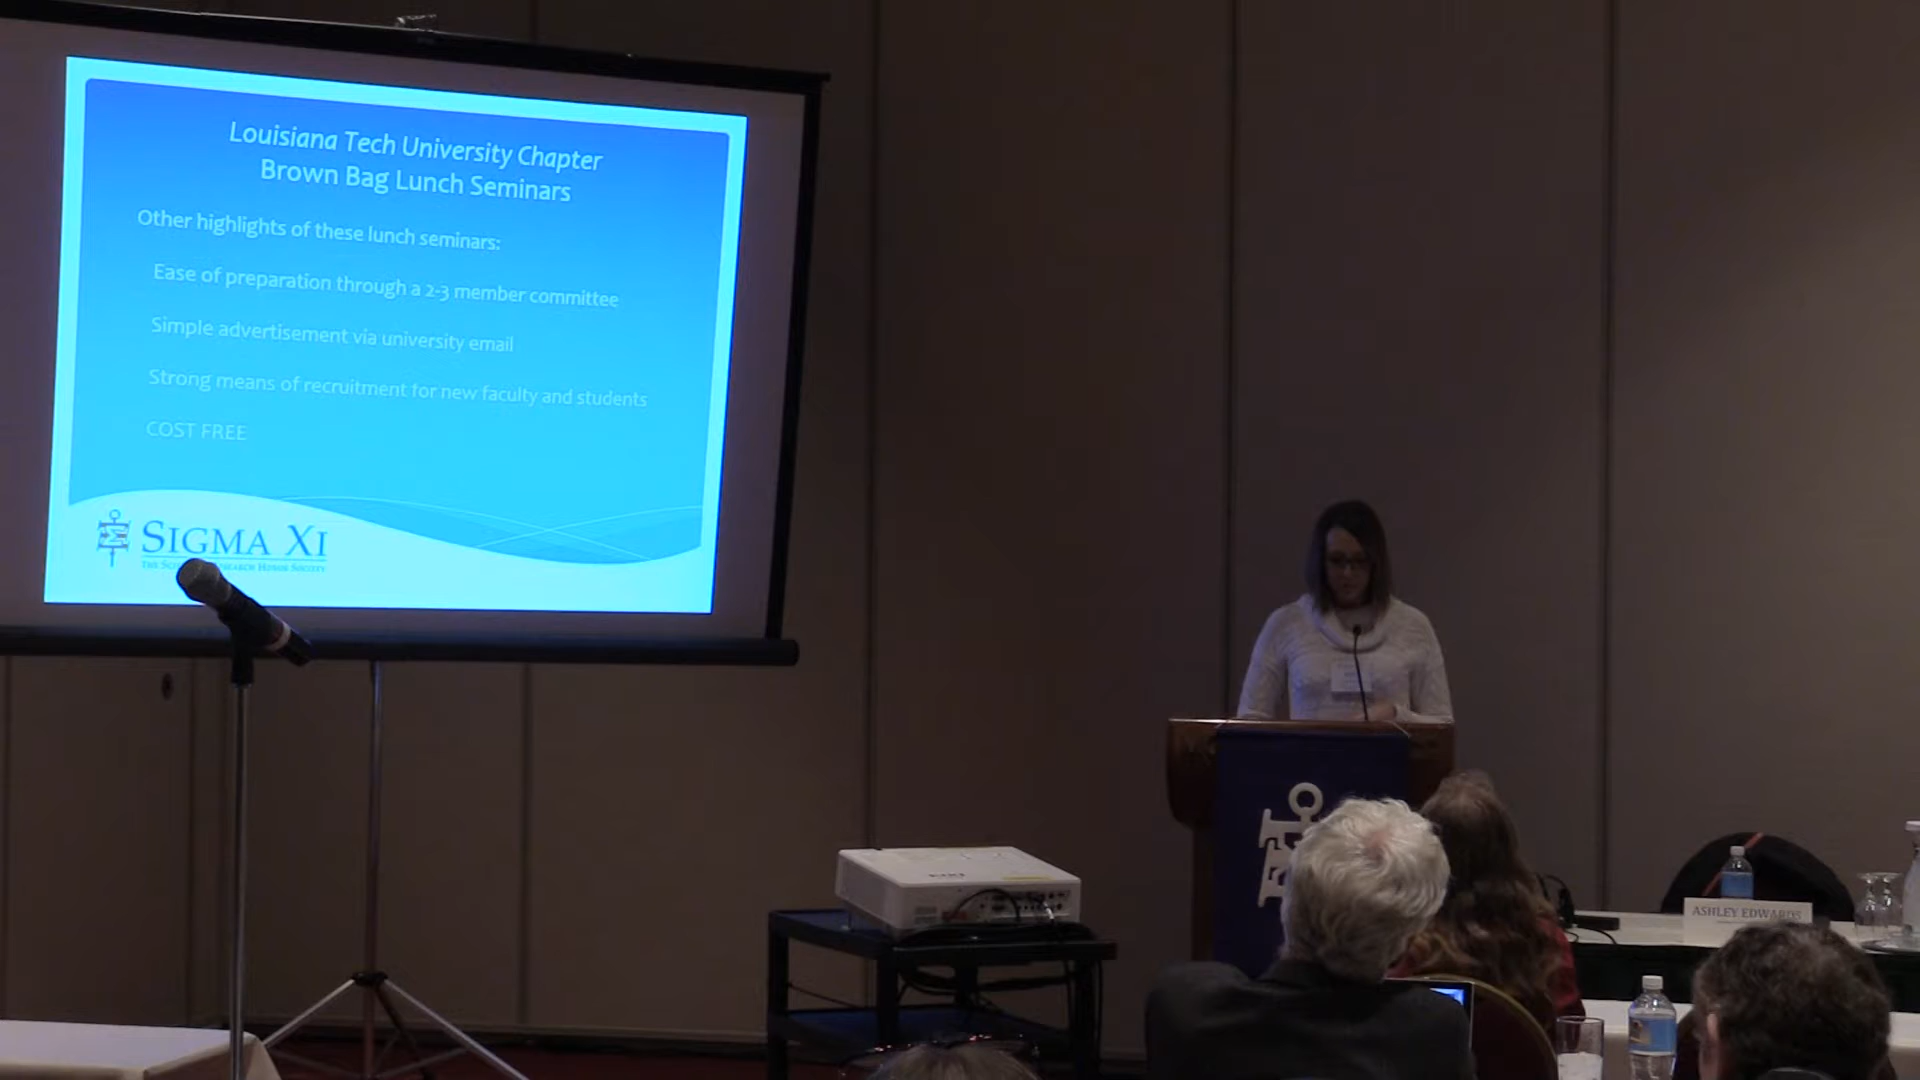 Louisiana Tech University Chapter
Brown Bag Lunch Seminars
Other highlights of these lunch seminars:
Ease of preparation through a 2-3 member committee
Simple advertisement via university email
Strong means of recruitment for new faculty and students
COST FREE
SIGMA XI
HONOR SOCIETY
ASHLEY EDWARDS